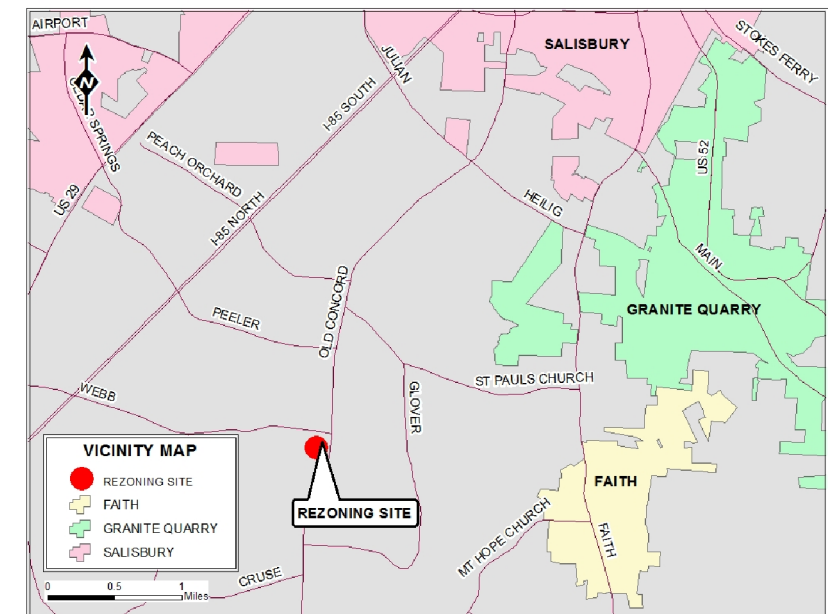 AIRPORT
STOKES FERRY
SALISBURY
JULIAN
N
I-85 SOUTH
CEDAR SPRINGS
PEACH ORCHARD
US 52
US 29
I-85 NORTH
HEILIG
MAIN
OLD CONCORD
GRANITE QUARRY
PEELER
ST PAULS CHURCH
WEBB
GLOVER
VICINITY MAP
REZONING SITE
FAITH
GRANITE QUARRY
SALISBURY
REZONING SITE
FAITH
MT HOPE CHURCH
FAITH
CRUSE
0 0.5 1
Miles